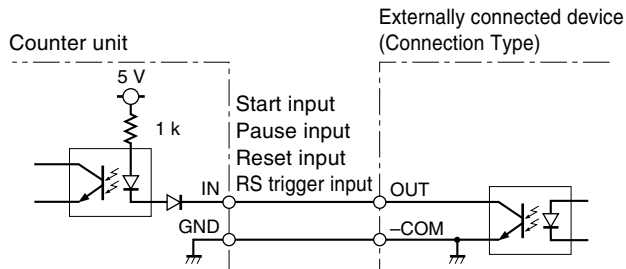 Externally connected device
Counter unit
(Connection Type)
5 V
1 k
Start input
Pause input
Reset input
RS trigger input
IN
OUT
GND
–COM